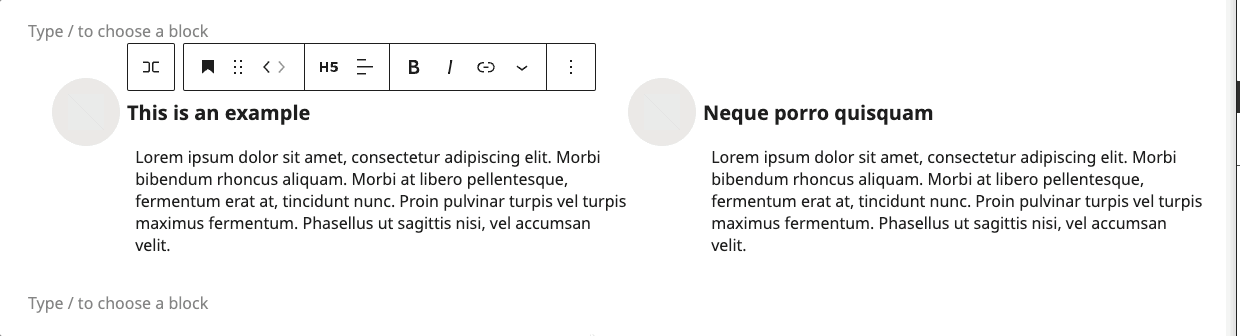 Type / to choose a block
H5 B I
This is an example
Lorem ipsum dolor sit amet, consectetur adipiscing elit. Morbi
bibendum rhoncus aliquam. Morbi at libero pellentesque,
fermentum erat at, tincidunt nunc. Proin pulvinar turpis vel turpis
maximus fermentum. Phasellus ut sagittis nisi, vel accumsan
velit.
Neque porro quisquam
Lorem ipsum dolor sit amet, consectetur adipiscing elit. Morbi
bibendum rhoncus aliquam. Morbi at libero pellentesque,
fermentum erat at, tincidunt nunc. Proin pulvinar turpis vel turpis
maximus fermentum. Phasellus ut sagittis nisi, vel accumsan
velit.
Type / to choose a block